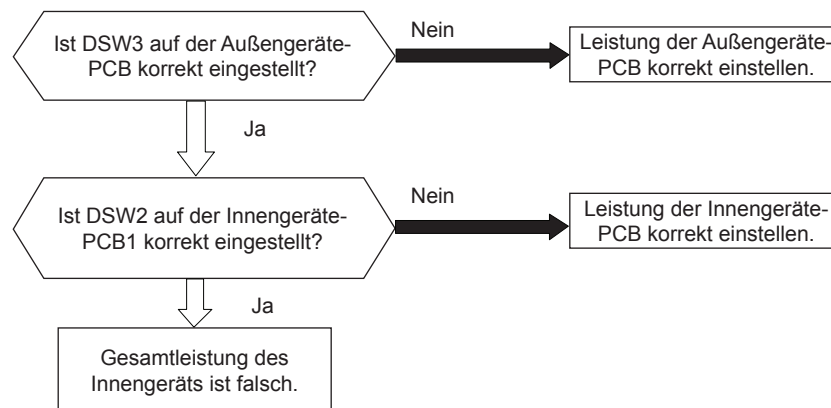 Ist DSW3 auf der Außengeräte-
PCB korrekt eingestellt?
Nein
Leistung der Außengeräte-
PCB korrekt einstellen.
Ja
Ist DSW2 auf der Innengeräte-
PCB1 korrekt eingestellt?
Nein
Leistung der Innengeräte-
PCB korrekt einstellen.
Ja
Gesamtleistung des
Innengeräts ist falsch.